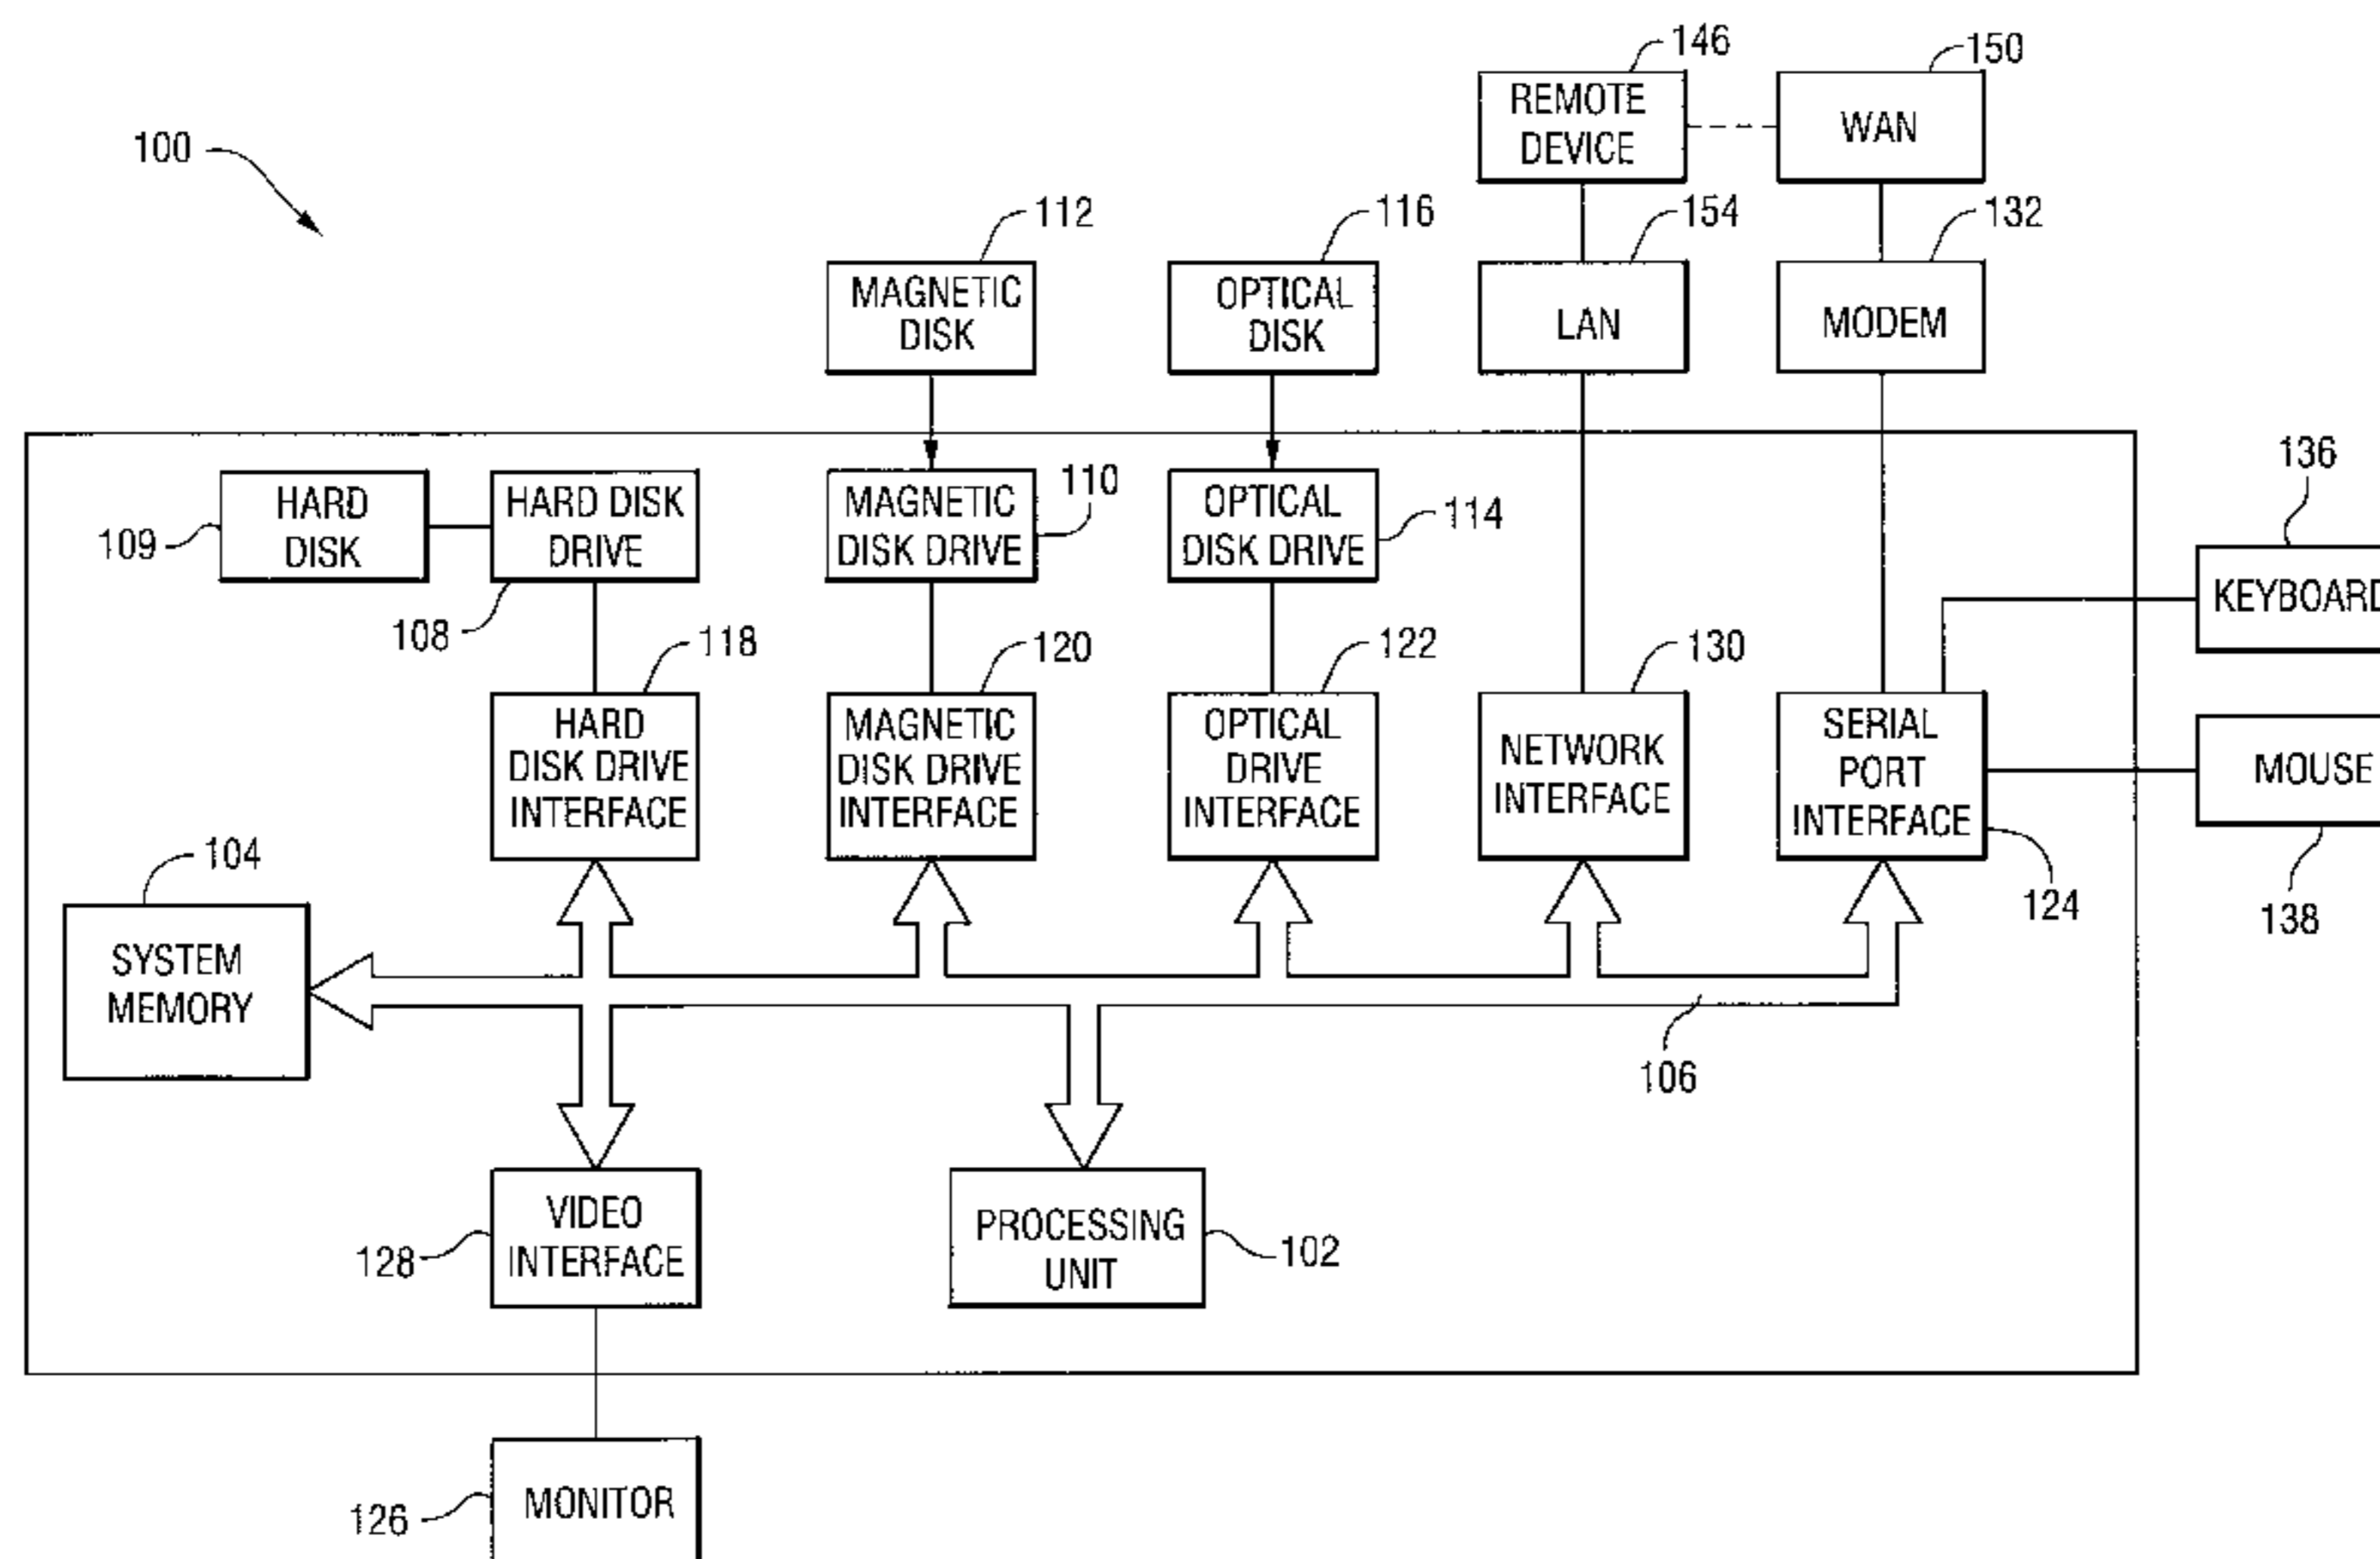 146
150
REMOTE
DEVICE
WAN
100
112
116
154
132
MAGNETIC
DISK
OPTICAL
DISK
LAN
MODEM
136
HARD
DISK
109
HARD DISK
DRIVE
108
MAGNETIC
DISK DRIVE
110
OPTICAL
DISK DRIVE
114
KEYBOARD
118
120
122
130
HARD
DISK DRIVE
INTERFACE
MAGNETIC
DISK DRIVE
INTERFACE
OPTICAL
DRIVE
INTERFACE
NETWORK
INTERFACE
SERIAL
PORT
INTERFACE
MOUSE
124
138
104
SYSTEM
MEMORY
106
VIDEO
INTERFACE
128
PROCESSING
UNIT
102
MONITOR
126